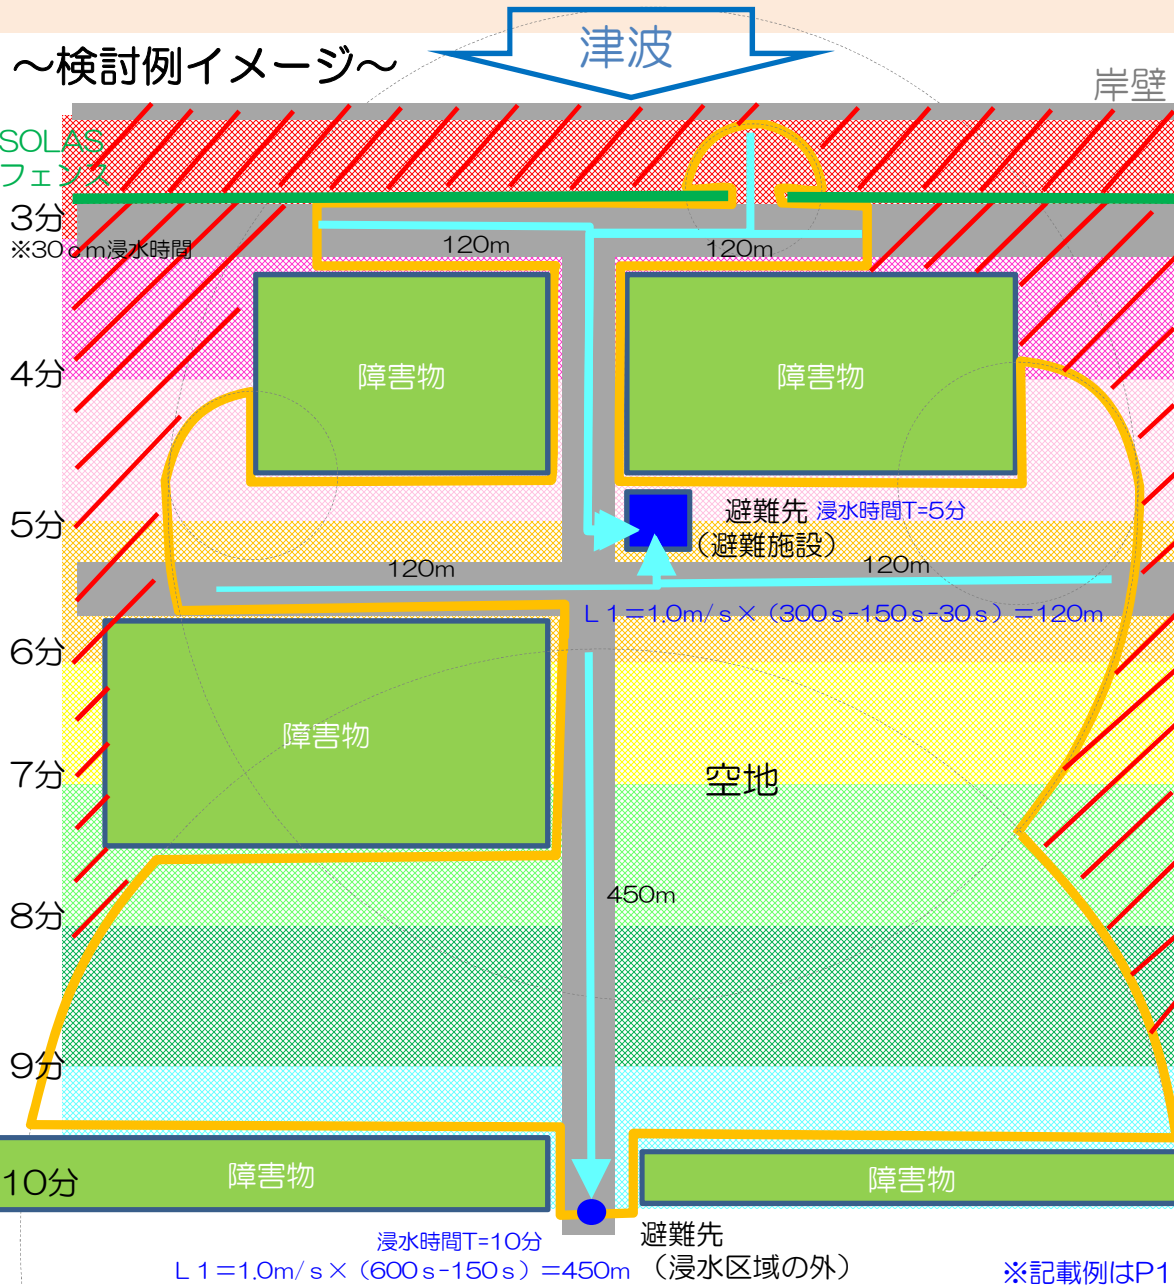 津波
～検討例イメージ～
岸壁
SOLAS
フェンス
3分
※30cm浸水時間
120m
120m
4分
障害物
障害物
5分
避難先 浸水時間T=5分
（避難施設）
120m
120m
L1=1.0m/s×（300s-150s-30s）=120m
6分
障害物
7分
空地
450m
8分
9分
10分
障害物
障害物
浸水時間T=10分
L1=1.0m/s×（600s-150s）=450m
避難先
（浸水区域の外）
※記載例はP1